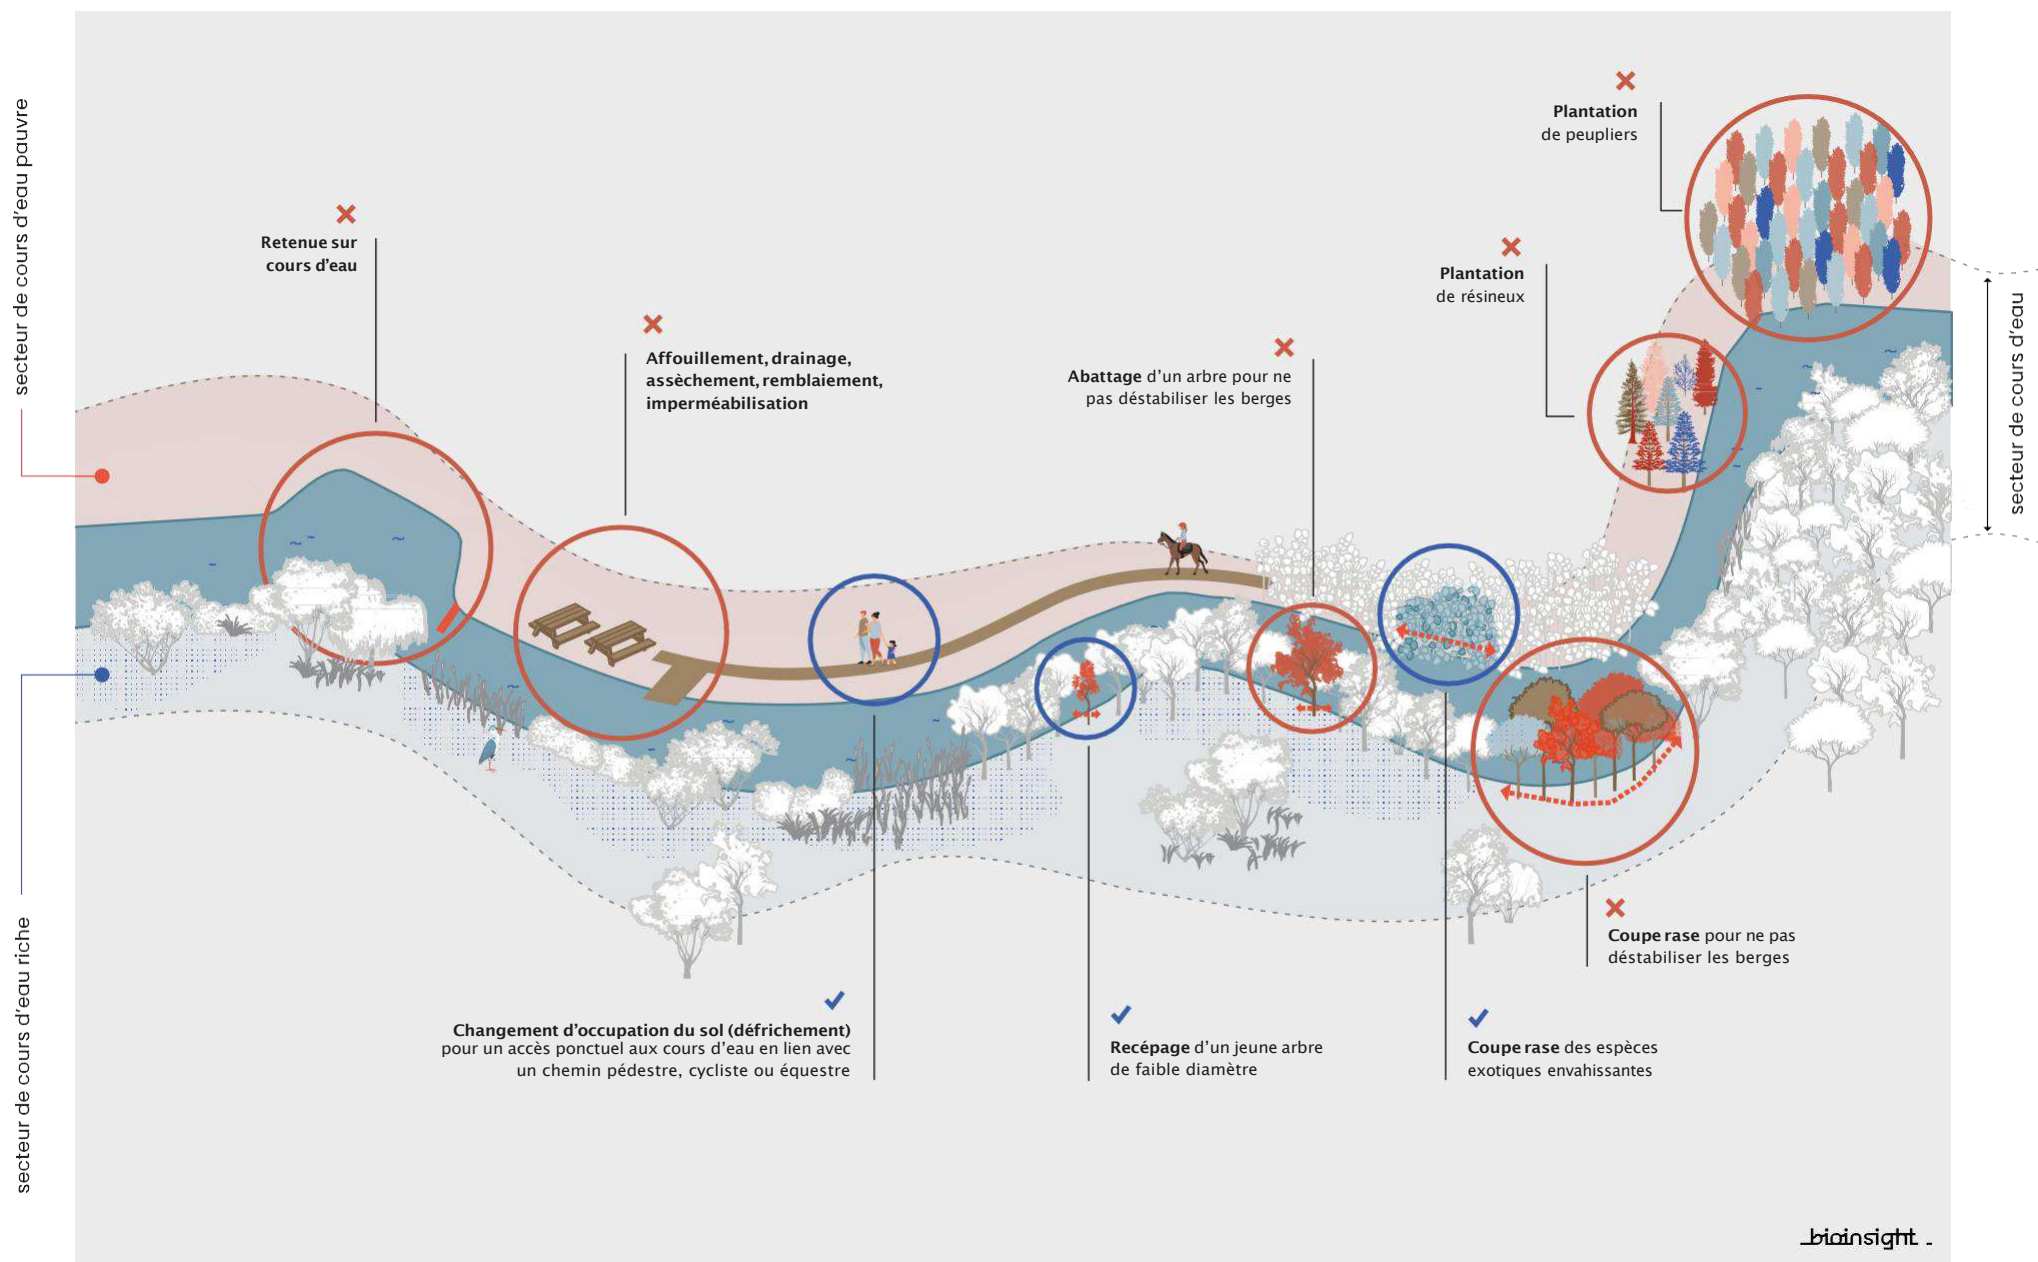 secteur de cours d’eau pauvre
secteur de cours d’eau riche
Retenue sur
cours d’eau
Affouillement, drainage,
assèchement, remblaiement,
imperméabilisation
Abattage d’un arbre pour ne
pas déstabiliser les berges
Plantation
de résineux
Plantation
de peupliers
secteur de cours d’eau
Changement d’occupation du sol (défrichement)
pour un accès ponctuel aux cours d’eau en lien avec
un chemin pédestre, cycliste ou équestre
Recépage d’un jeune arbre
de faible diamètre
Coupe rase des espèces
exotiques envahissantes
Coupe rase pour ne pas
déstabiliser les berges
bioinsight